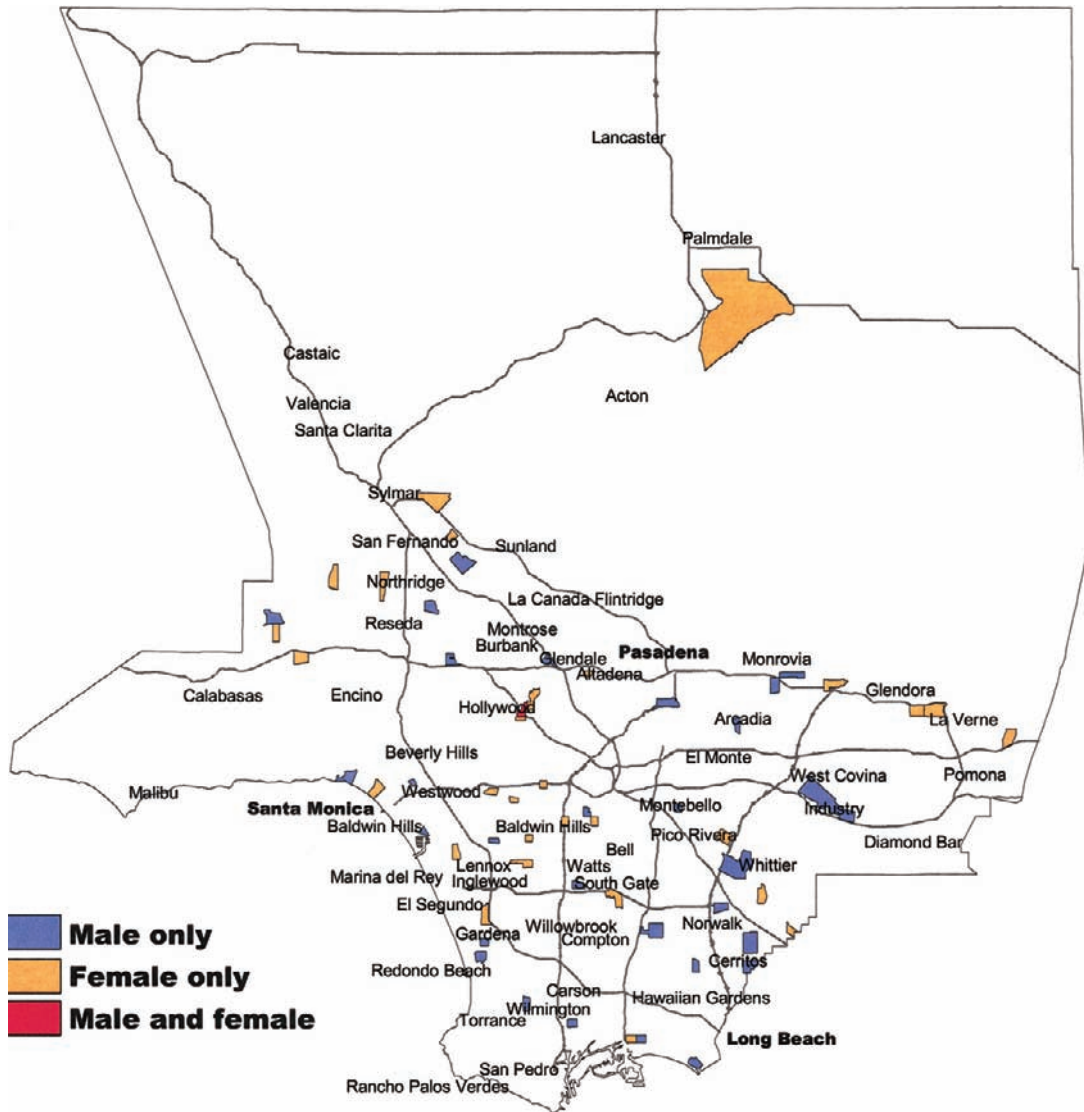 Lancaster
Palmdale
Castaic
Acton
Valencia
Santa Clarita
Sylmar
San Fernando
Sunland
Northridge
La Canada Flintridge
Reseda
Montrose
Burbank
Glendale
Pasadena
Monrovia
Altadena
Calabasas
Encino
Glendora
Hollywood
Arcadia
La Verne
Beverly Hills
El Monte
West Covina
Pomona
Malibu
Westwood
Santa Monica
Montebello
Industry
Baldwin Hills
Baldwin Hills
Pico Rivera
Diamond Bar
Bell
Lennox
Watts
Whittier
Marina del Rey
Inglewood
South Gate
El Segundo
Willowbrook
Norwalk
Gardena
Compton
Male only
Cerritos
Redondo Beach
Female only
Carson
Hawaiian Gardens
Wilmington
Torrance
Male and female
Long Beach
San Pedro
Rancho Palos Verdes